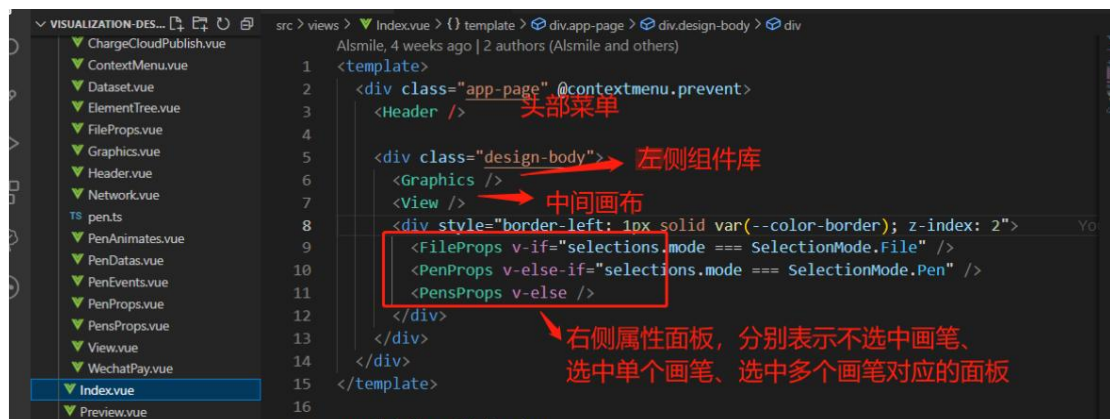 VISUALIZATION-DES...
ChargeCloudPublish.vue
ContextMenu.vue
Dataset.vue
ElementTree.vue
FileProps.vue
Graphics.vue
Header.vue
Network.vue
TS pen.ts
PenAnimates.vue
PenDatas.vue
PenEvents.vue
PenProps.vue
PensProps.vue
View.vue
WechatPay.vue
Index.vue
Preview.vue
src > views > Index.vue > {} template > div.app-page > div.design-body > div
Alsmile, 4 weeks ago | 2 authors (Alsmile and others)
1 <template>
2 <div class="app-page" @contextmenu.prevent>
3 <Header />
头部菜单
4
5 <div class="design-body">
左侧组件库
6 <Graphics />
7 <View />
中间画布
8 <div style="border-left: 1px solid var(--color-border); z-index: 2"> Yo
9 <FileProps v-if="selections.mode === SelectionMode.File" />
10 <PenProps v-else-if="selections.mode === SelectionMode.Pen" />
11 <PensProps v-else />
12 </div>
13 </div>
右侧属性面板，分别表示不选中画笔、
14 </div>
选中单个画笔、选中多个画笔对应的面板
15 </template>
16